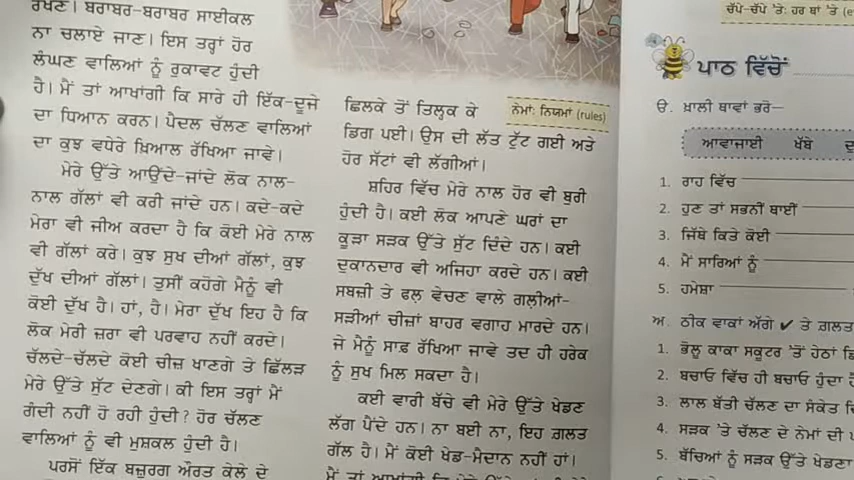 ਰੱਖਣ। ਬਰਾਬਰ-ਬਰਾਬਰ ਸਾਈਕਲ
ਨਾ ਚਲਾਏ ਜਾਣ। ਇਸ ਤਰ੍ਹਾਂ ਹੋਰ
ਲੰਘਣ ਵਾਲਿਆਂ ਨੂੰ ਰੁਕਾਵਟ ਹੁੰਦੀ
ਹੈ। ਮੈਂ ਤਾਂ ਆਖਾਂਗੀ ਕਿ ਸਾਰੇ ਹੀ ਇੱਕ-ਦੂਜੇ
ਦਾ ਧਿਆਨ ਕਰਨ। ਪੈਦਲ ਚੱਲਣ ਵਾਲਿਆਂ
ਦਾ ਕੁਝ ਵਧੇਰੇ ਖ਼ਿਆਲ ਰੱਖਿਆ ਜਾਵੇ।
ਮੇਰੇ ਉੱਤੇ ਆਉਂਦੇ-ਜਾਂਦੇ ਲੋਕ ਨਾਲ-
ਨਾਲ ਗੱਲਾਂ ਵੀ ਕਰੀ ਜਾਂਦੇ ਹਨ। ਕਦੇ-ਕਦੇ
ਮੇਰਾ ਵੀ ਜੀਅ ਕਰਦਾ ਹੈ ਕਿ ਕੋਈ ਮੇਰੇ ਨਾਲ
ਵੀ ਗੱਲਾਂ ਕਰੇ। ਕੁਝ ਸੁਖ ਦੀਆਂ ਗੱਲਾਂ, ਕੁਝ
ਦੁੱਖ ਦੀਆਂ ਗੱਲਾਂ। ਤੁਸੀਂ ਕਹੋਗੇ ਮੈਨੂੰ ਵੀ
ਕੋਈ ਦੁੱਖ ਹੈ। ਹਾਂ, ਹੈ। ਮੇਰਾ ਦੁੱਖ ਇਹ ਹੈ ਕਿ
ਲੋਕ ਮੇਰੀ ਜ਼ਰਾ ਵੀ ਪਰਵਾਹ ਨਹੀਂ ਕਰਦੇ।
ਚੱਲਦੇ-ਚੱਲਦੇ ਕੋਈ ਚੀਜ਼ ਖਾਣਗੇ ਤੇ ਛਿੱਲੜ
ਮੇਰੇ ਉੱਤੇ ਸੁੱਟ ਦੇਣਗੇ। ਕੀ ਇਸ ਤਰ੍ਹਾਂ ਮੈਂ
ਗੰਦੀ ਨਹੀਂ ਹੋ ਰਹੀ ਹੁੰਦੀ? ਹੋਰ ਚੱਲਣ
ਵਾਲਿਆਂ ਨੂੰ ਵੀ ਮੁਸ਼ਕਲ ਹੁੰਦੀ ਹੈ।
ਪਰਸੋਂ ਇੱਕ ਬਜ਼ੁਰਗ ਔਰਤ ਕੇਲੇ ਦੇ
ਛਿਲਕੇ ਤੋਂ ਤਿਲ੍ਹਕ ਕੇ
ਡਿਗ ਪਈ। ਉਸ ਦੀ ਲੱਤ ਟੁੱਟ ਗਈ ਅਤੇ
ਹੋਰ ਸੱਟਾਂ ਵੀ ਲੱਗੀਆਂ।
ਨੇਮਾਂ: ਨਿਯਮਾਂ (rules)
ਸ਼ਹਿਰ ਵਿੱਚ ਮੇਰੇ ਨਾਲ ਹੋਰ ਵੀ ਬੁਰੀ
ਹੁੰਦੀ ਹੈ। ਕਈ ਲੋਕ ਆਪਣੇ ਘਰਾਂ ਦਾ
ਕੂੜਾ ਸੜਕ ਉੱਤੇ ਸੁੱਟ ਦਿੰਦੇ ਹਨ। ਕਈ
ਦੁਕਾਨਦਾਰ ਵੀ ਅਜਿਹਾ ਕਰਦੇ ਹਨ। ਕਈ
ਸਬਜ਼ੀ ਤੇ ਫਲ ਵੇਚਣ ਵਾਲੇ ਗਲੀਆਂ-
ਸੜੀਆਂ ਚੀਜ਼ਾਂ ਬਾਹਰ ਵਗਾਹ ਮਾਰਦੇ ਹਨ।
ਜੇ ਮੈਨੂੰ ਸਾਫ਼ ਰੱਖਿਆ ਜਾਵੇ ਤਦ ਹੀ ਹਰੇਕ
ਨੂੰ ਸੁਖ ਮਿਲ ਸਕਦਾ ਹੈ।
ਕਈ ਵਾਰੀ ਬੱਚੇ ਵੀ ਮੇਰੇ ਉੱਤੇ ਖੇਡਣ
ਲੱਗ ਪੈਂਦੇ ਹਨ। ਨਾ ਬਈ ਨਾ, ਇਹ ਗ਼ਲਤ
ਗੱਲ ਹੈ। ਮੈਂ ਕੋਈ ਖੇਡ-ਮੈਦਾਨ ਨਹੀਂ ਹਾਂ।
ਚੱਪੇ-ਚੱਪੇ 'ਤੇ: ਹਰ ਥਾਂ 'ਤੇ (e
ਪਾਠ ਵਿੱਚੋਂ
ੳ. ਖ਼ਾਲੀ ਥਾਵਾਂ ਭਰੋ—
ਆਵਾਜਾਈ ਖੱਬੇ
1. ਰਾਹ ਵਿੱਚ
2. ਹੁਣ ਤਾਂ ਸਭਨੀਂ ਥਾਈਂ
3. ਜਿੱਥੇ ਕਿਤੇ ਕੋਈ
4. ਮੈਂ ਸਾਰਿਆਂ ਨੂੰ
5. ਹਮੇਸ਼ਾ
ਅ. ਠੀਕ ਵਾਕਾਂ ਅੱਗੇ ✔ ਤੇ ਗ਼ਲਤ
1. ਭੋਲੂ ਕਾਕਾ ਸਕੂਟਰ 'ਤੋਂ ਹੇਠਾਂ
2. ਬਚਾਓ ਵਿੱਚ ਹੀ ਬਚਾਓ ਹੁੰਦਾ
3. ਲਾਲ ਬੱਤੀ ਚੱਲਣ ਦਾ ਸੰਕੇਤ
4. ਸੜਕ 'ਤੇ ਚੱਲਣ ਦੇ ਨੇਮਾਂ ਦੀ
5. ਬੱਚਿਆਂ ਨੂੰ ਸੜਕ ਉੱਤੇ ਖੇਡਣਾ